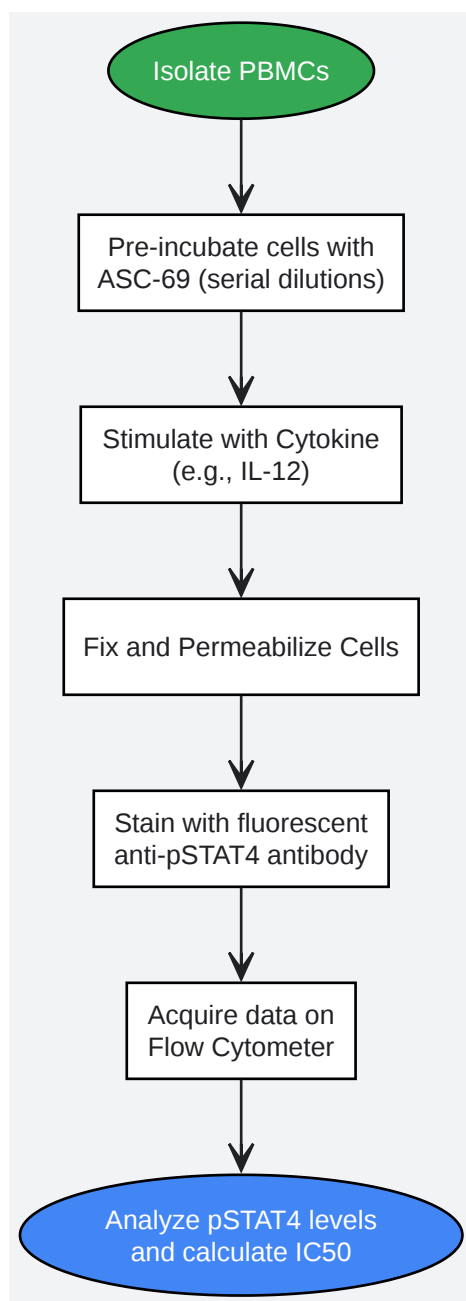 Isolate PBMCs
Pre-incubate cells with
ASC-69 (serial dilutions)
Stimulate with Cytokine
(e.g., IL-12)
Fix and Permeabilize Cells
Stain with fluorescent
anti-pSTAT4 antibody
Acquire data on
Flow Cytometer
Analyze pSTAT4 levels
and calculate IC50